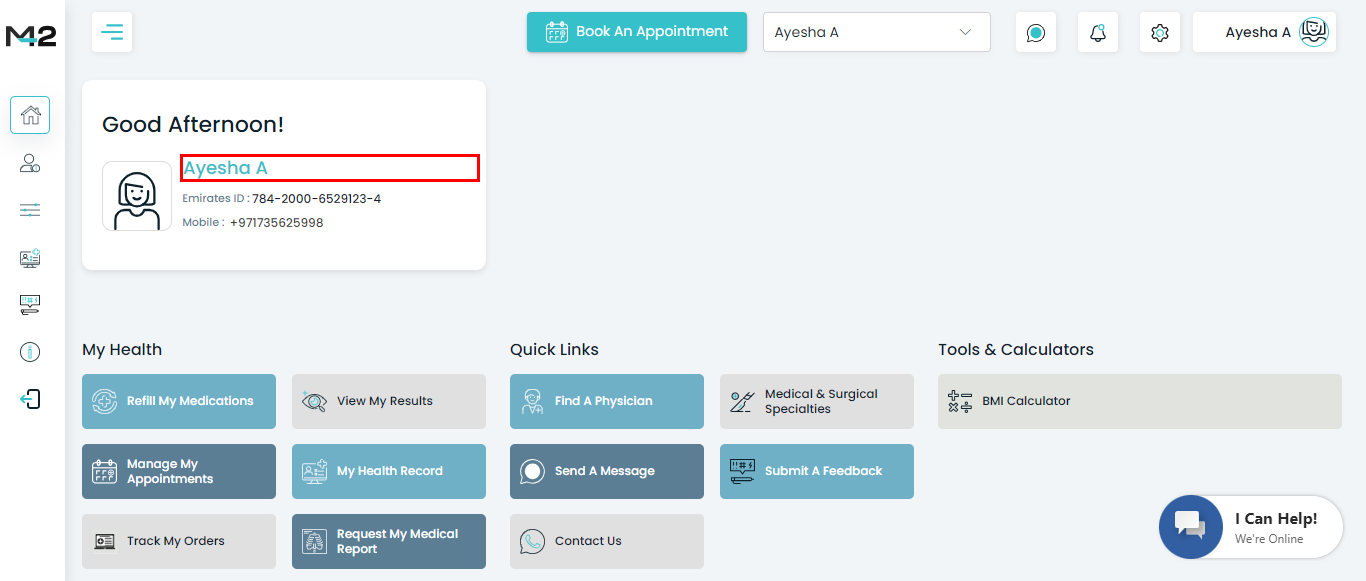 M42
Book An Appointment
Ayesha A
Ayesha A
Good Afternoon!
Ayesha A
Emirates ID : 784-2000-6529123-4
Mobile : +971735625998
My Health
Refill My Medications
View My Results
Manage My
Appointments
My Health Record
Track My Orders
Request My Medical
Report
Quick Links
Find A Physician
Medical & Surgical
Specialties
Send A Message
Submit A Feedback
Contact Us
Tools & Calculators
BMI Calculator
I Can Help!
We're Online